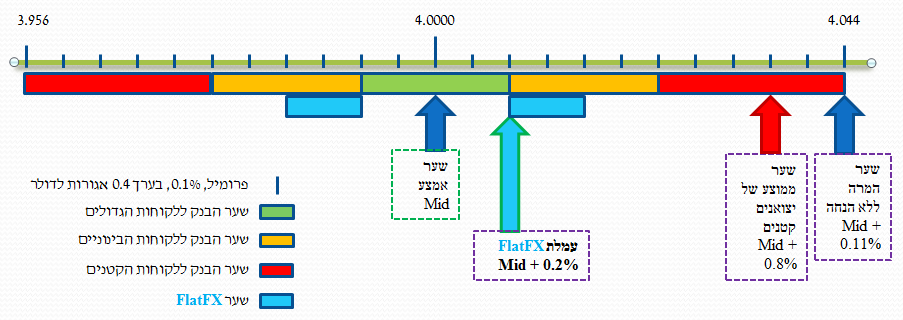 3.956
4.0000
4.044
שער
אמצע
Mid
עמלת FlatFX
Mid + 0.2%
שער
ממוצע של
יצואנים
קטנים
Mid +
0.8%
שער
המרה
ללא הנחה
Mid +
0.11%
פרומיל, 0.1%, בערך 0.4 אגורות לדולר
שער הבנק ללקוחות הגדולים
שער הבנק ללקוחות הבינוניים
שער הבנק ללקוחות הקטנים
שער FlatFX